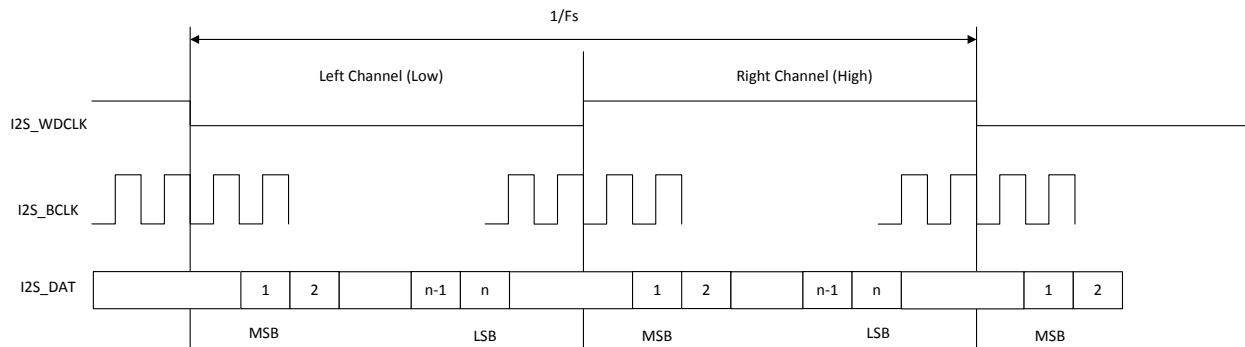 1/Fs
Left Channel (Low) Right Channel (High)
I2S_WDCLK
I2S_BCLK
I2S_DAT 1 2 n-1 n 1 2 n-1 n 1 2
MSB LSB MSB LSB MSB